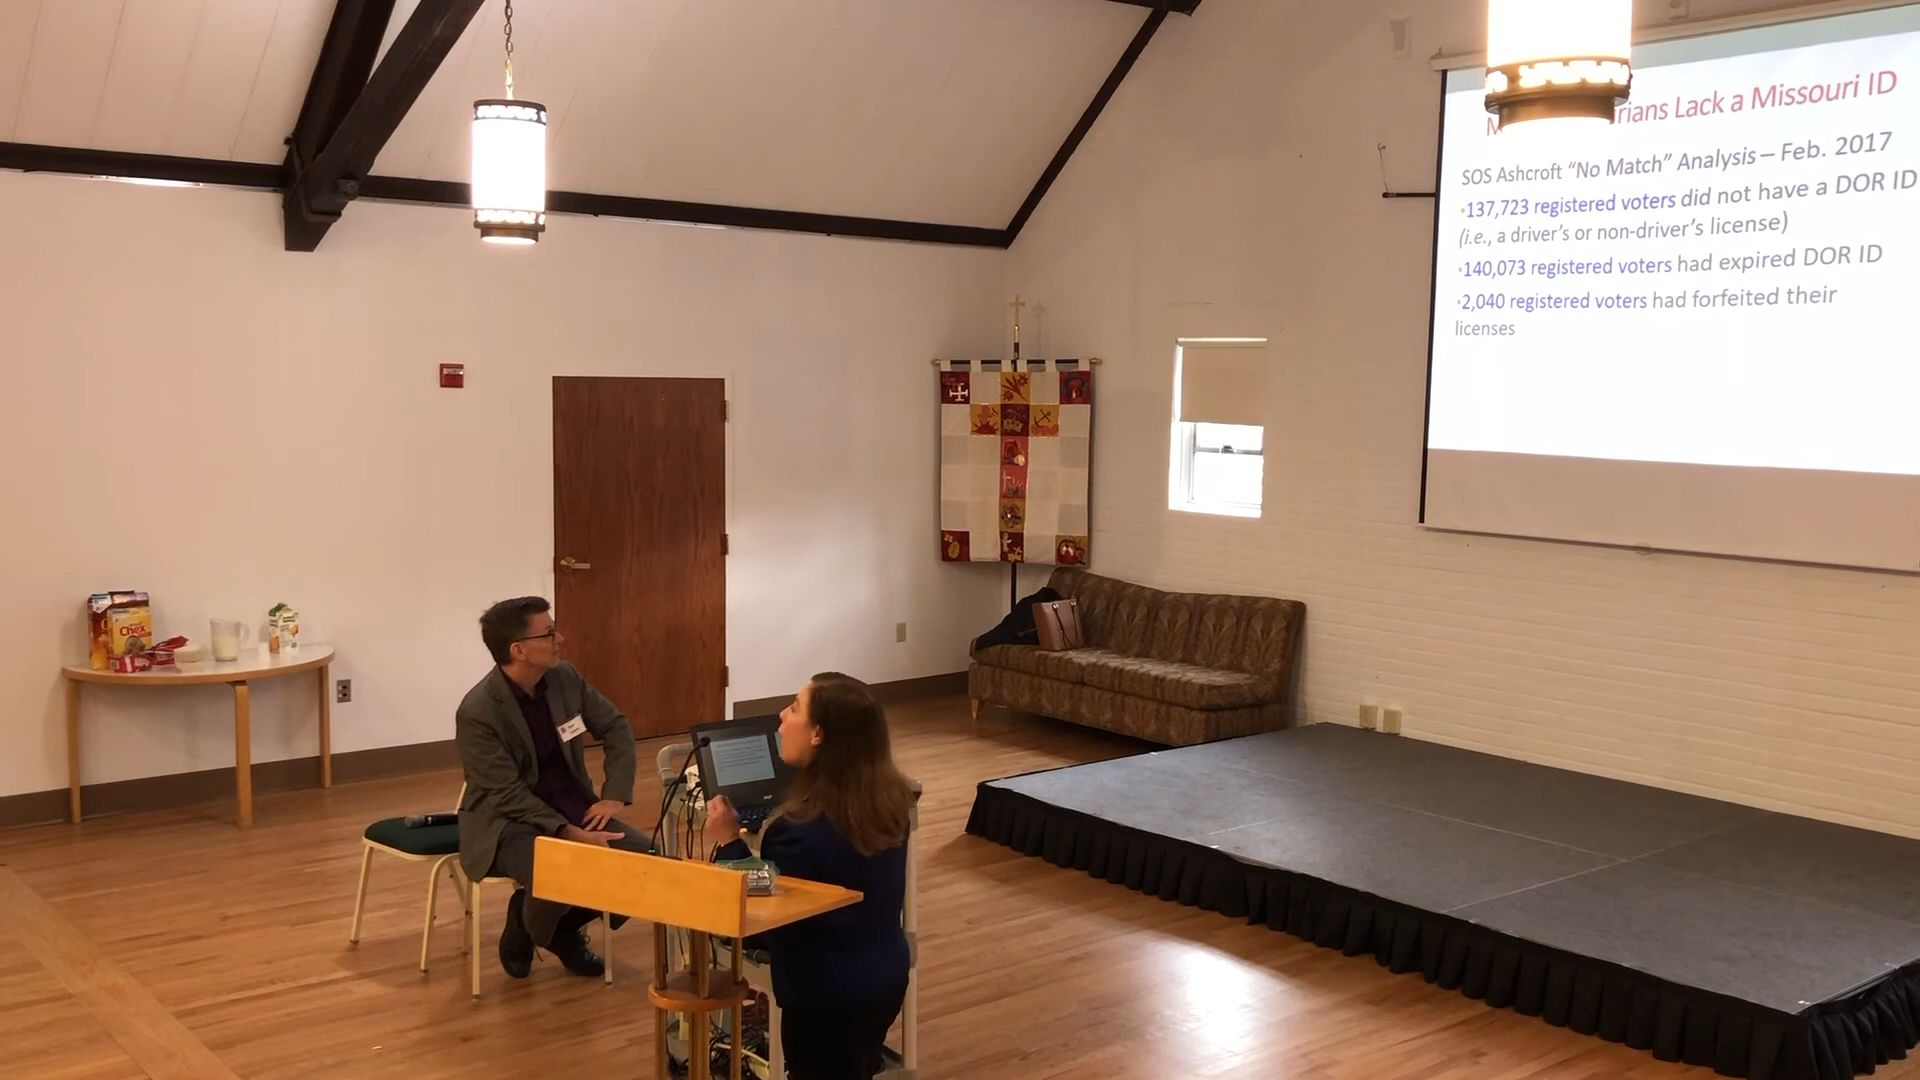 rians Lack a Missouri ID
SOS Ashcroft “No Match” Analysis – Feb. 2017
•137,723 registered voters did not have a DOR ID
(i.e., a driver’s or non-driver’s license)
•140,073 registered voters had expired DOR ID
•2,040 registered voters had forfeited their
licenses
Chex